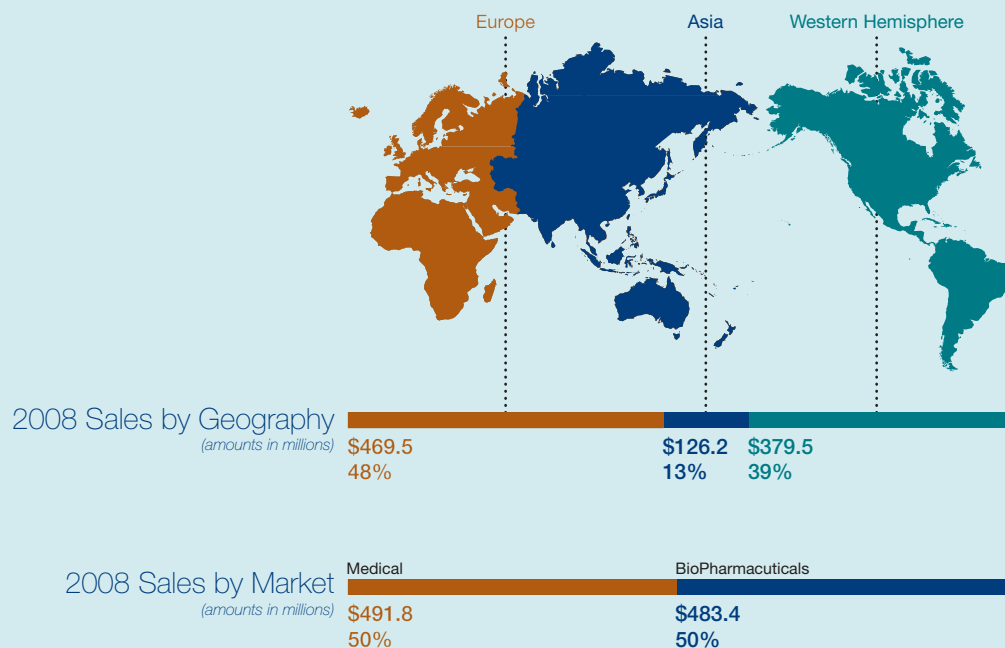 Europe
Asia
Western Hemisphere
2008 Sales by Geography
(amounts in millions)
$469.5
48%
$126.2
13%
$379.5
39%
2008 Sales by Market
(amounts in millions)
Medical
$491.8
50%
BioPharmacuticals
$483.4
50%